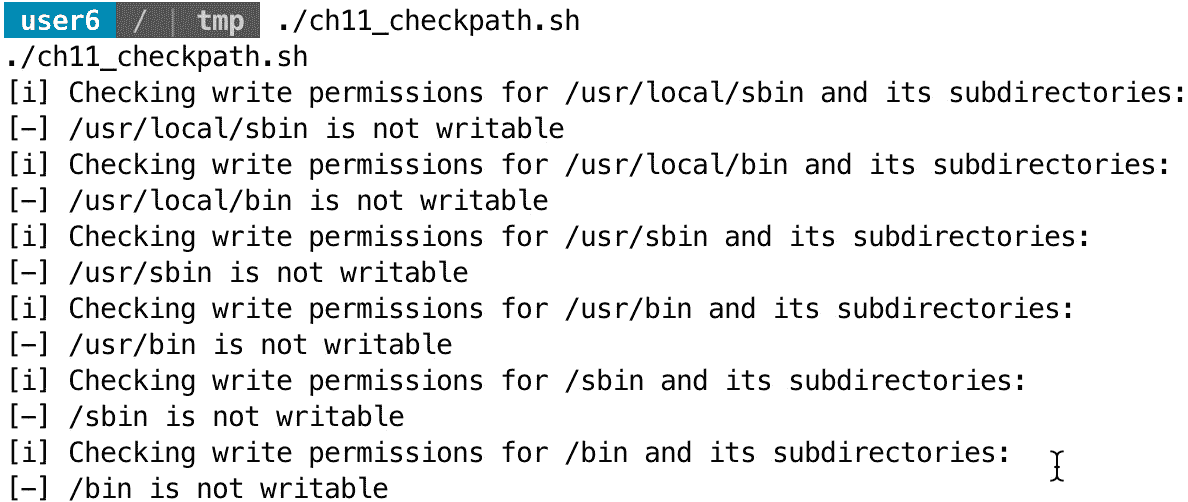 user6 / | tmp ./ch11_checkpath.sh
./ch11_checkpath.sh
[i] Checking write permissions for /usr/local/sbin and its subdirectories:
[-] /usr/local/sbin is not writable
[i] Checking write permissions for /usr/local/bin and its subdirectories:
[-] /usr/local/bin is not writable
[i] Checking write permissions for /usr/sbin and its subdirectories:
[-] /usr/sbin is not writable
[i] Checking write permissions for /usr/bin and its subdirectories:
[-] /usr/bin is not writable
[i] Checking write permissions for /sbin and its subdirectories:
[-] /sbin is not writable
[i] Checking write permissions for /bin and its subdirectories:
[-] /bin is not writable